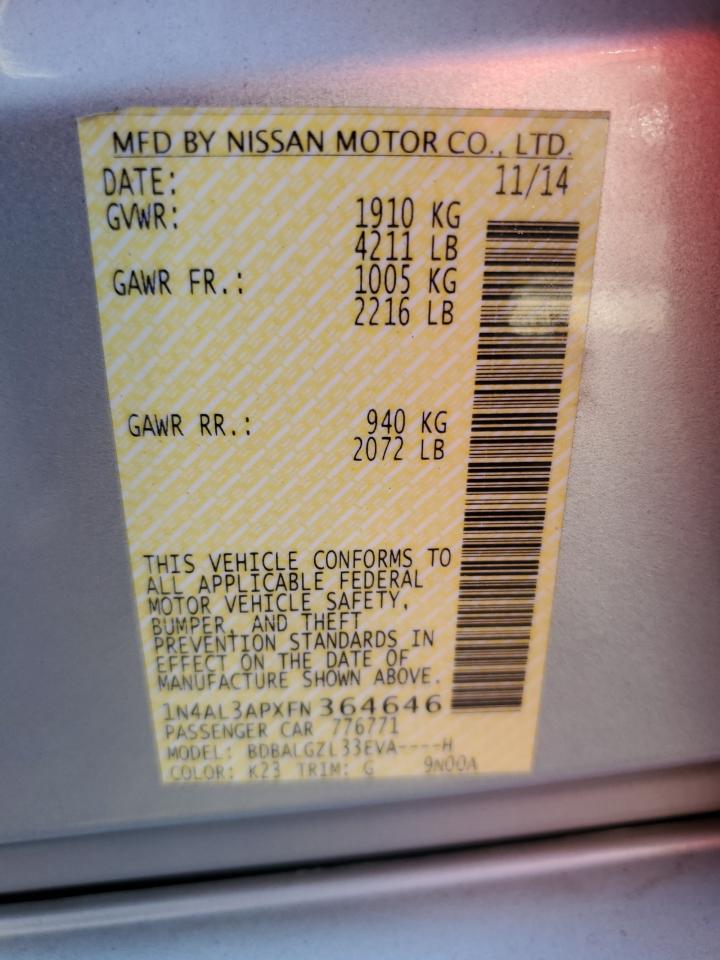 MFD BY NISSAN MOTOR CO., LTD.
DATE: 11/14
GVWR: 1910 KG
4211 LB
GAWR FR.: 1005 KG
2216 LB
GAWR RR.: 940 KG
2072 LB
THIS VEHICLE CONFORMS TO
ALL APPLICABLE FEDERAL
MOTOR VEHICLE SAFETY,
BUMPER, AND THEFT
PREVENTION STANDARDS IN
EFFECT ON THE DATE OF
MANUFACTURE SHOWN ABOVE.
1N4AL3APXFN 364646
PASSENGER CAR 776771
MODEL: BDBALGZL33EVA----H
COLOR: K23 TRIM: G 9N00A